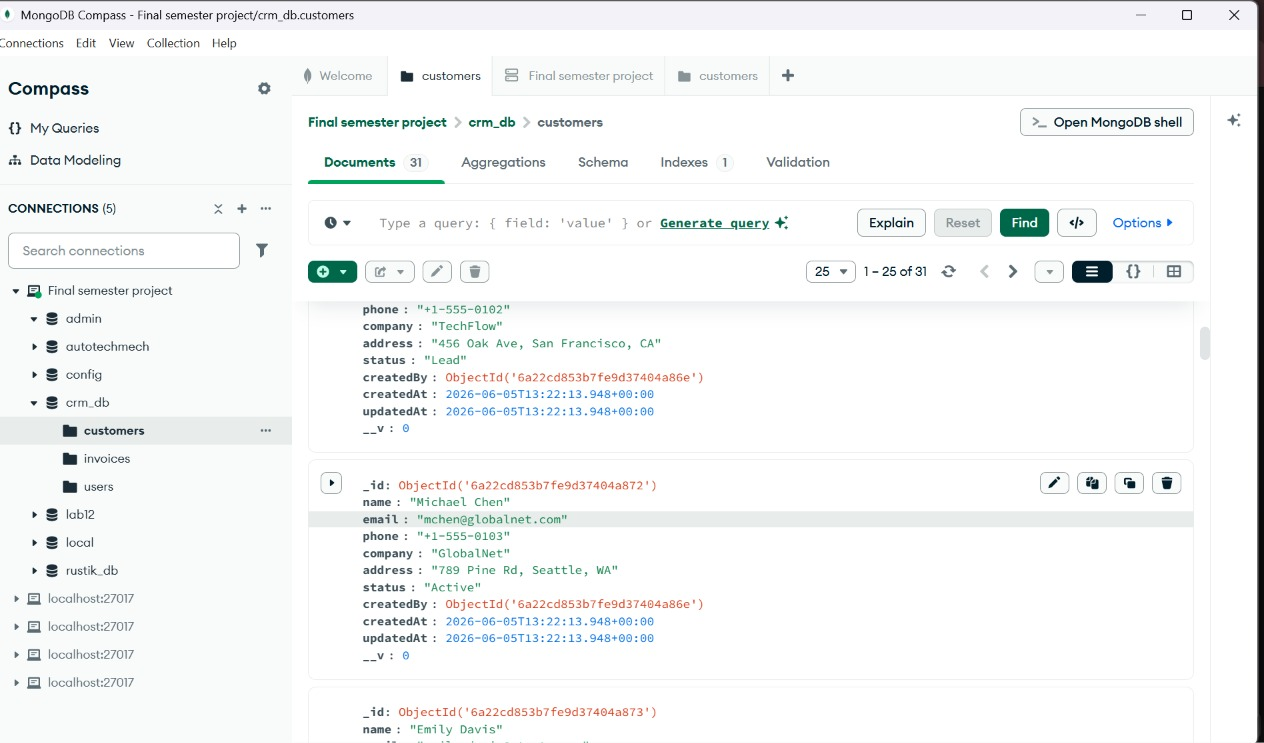 MongoDB Compass - Final semester project/crm_db.customers
Connections Edit View Collection Help
Compass
My Queries
Data Modeling
CONNECTIONS (5)
Search connections
Final semester project
admin
autotechmech
config
crm_db
customers
invoices
users
lab12
local
rustik_db
localhost:27017
localhost:27017
localhost:27017
localhost:27017
Welcome customers Final semester project customers
Final semester project > crm_db > customers
>_ Open MongoDB shell
Documents 31 Aggregations Schema Indexes 1 Validation
Type a query: { field: 'value' } or Generate query
Explain Reset Find </> Options
25 1 – 25 of 31 {}
phone : "+1-555-0102"
company : "TechFlow"
address : "456 Oak Ave, San Francisco, CA"
status : "Lead"
createdBy : ObjectId('6a22cd853b7fe9d37404a86e')
createdAt : 2026-06-05T13:22:13.948+00:00
updatedAt : 2026-06-05T13:22:13.948+00:00
__v : 0
_id: ObjectId('6a22cd853b7fe9d37404a872')
name : "Michael Chen"
email : "mchen@globalnet.com"
phone : "+1-555-0103"
company : "GlobalNet"
address : "789 Pine Rd, Seattle, WA"
status : "Active"
createdBy : ObjectId('6a22cd853b7fe9d37404a86e')
createdAt : 2026-06-05T13:22:13.948+00:00
updatedAt : 2026-06-05T13:22:13.948+00:00
__v : 0
_id: ObjectId('6a22cd853b7fe9d37404a873')
name : "Emily Davis"